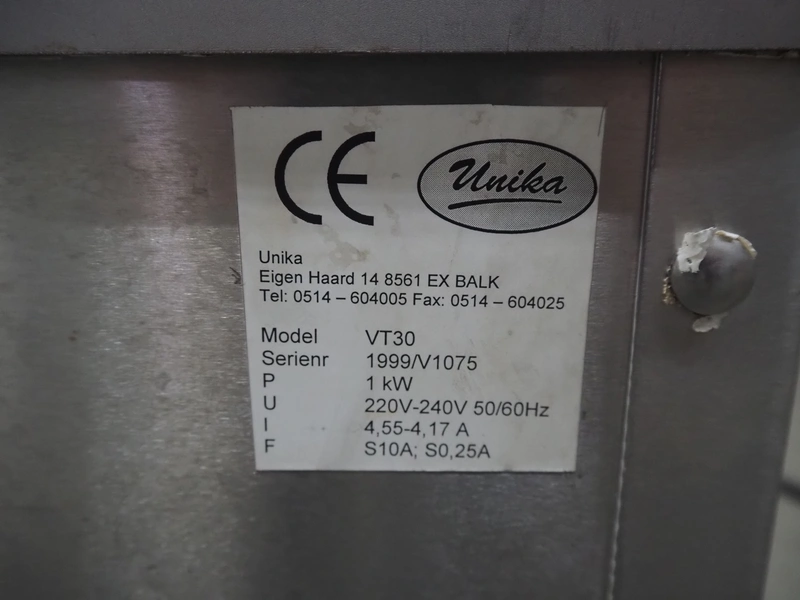 CE
Unika
Unika
Eigen Haard 14 8561 EX BALK
Tel: 0514 – 604005 Fax: 0514 – 604025
Model VT30
Serienr 1999/V1075
P 1 kW
U 220V-240V 50/60Hz
I 4,55-4,17 A
F S10A; S0,25A